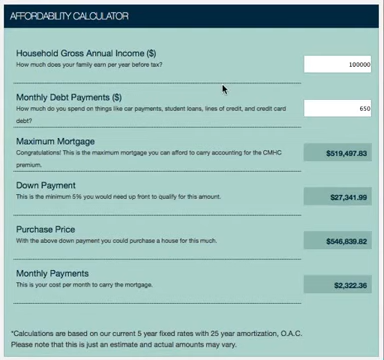 AFFORDABILITY CALCULATOR
Household Gross Annual Income ($)
How much does your family earn per year before tax?
100000
Monthly Debt Payments ($)
How much do you spend on things like car payments, student loans, lines of credit, and credit card
debt?
650
Maximum Mortgage
Congratulations! This is the maximum mortgage you can afford to carry accounting for the CMHC
premium.
$519,497.83
Down Payment
This is the minimum 5% you would need up front to qualify for this amount.
$27,341.99
Purchase Price
With the above down payment you could purchase a house for this much.
$546,839.82
Monthly Payments
This is your cost per month to carry the mortgage.
$2,322.36
*Calculations are based on our current 5 year fixed rates with 25 year amortization, O.A.C.
Please note that this is just an estimate and actual amounts may vary.